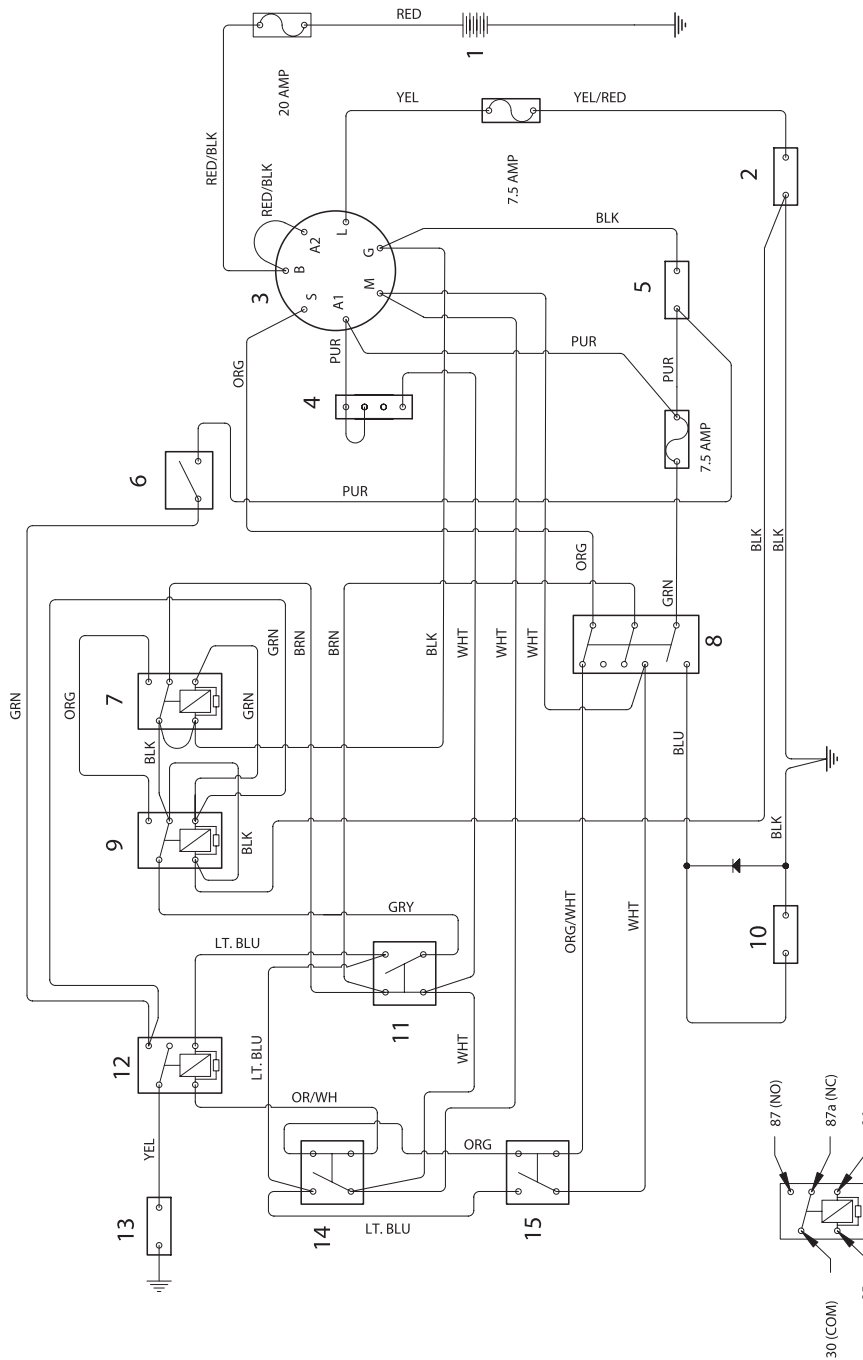 RED
1
20 AMP
RED/BLK
YEL
YEL/RED
7.5 AMP
2
RED/BLK
3
B
A2
L
G
M
A1
S
BLK
5
PUR
PUR
PUR
7.5 AMP
4
ORG
6
PUR
GRN
BLK
BLK
ORG
GRN
8
BLU
BLK
GRN
ORG
7
BLK
GRN
GRN
BRN
BRN
BLK
WHT
WHT
WHT
9
BLK
GRY
LT. BLU
11
ORG/WHT
WHT
10
12
LT. BLU
WHT
OR/WH
YEL
13
14
ORG
15
LT. BLU
87 (NO)
87a (NC)
30 (COM)